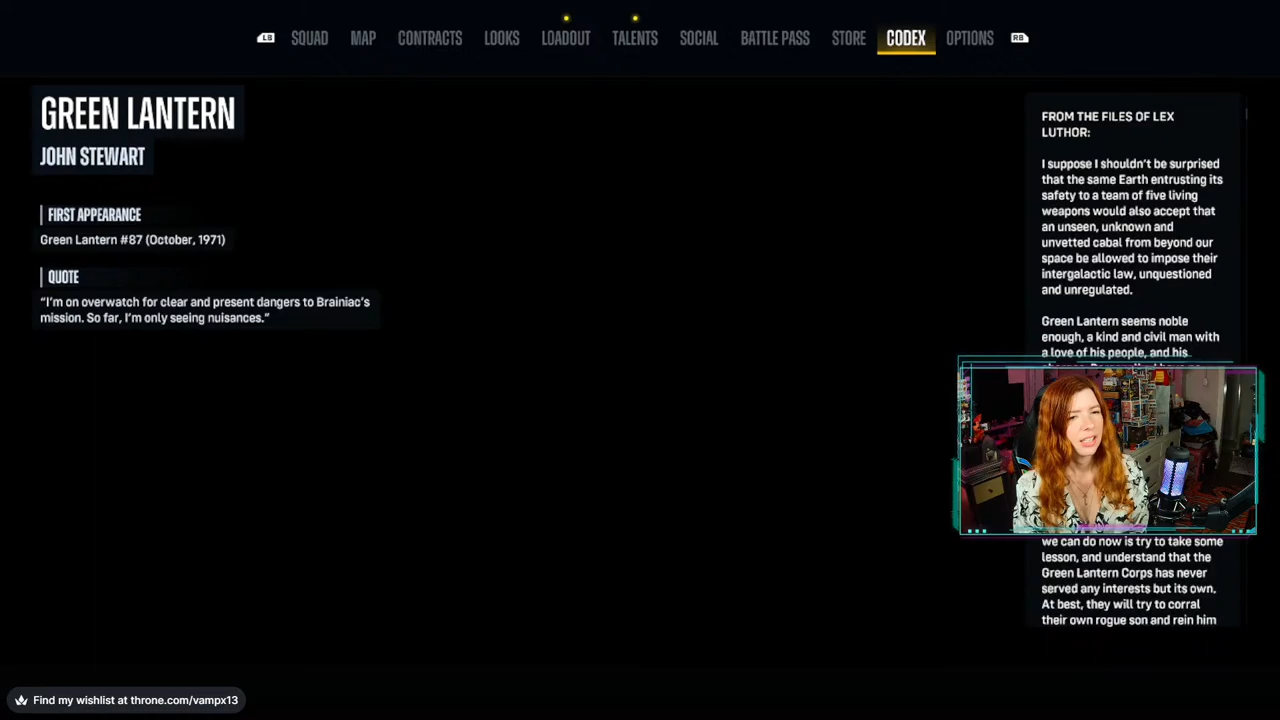 LB SQUAD MAP CONTRACTS LOOKS LOADOUT TALENTS SOCIAL BATTLE PASS STORE CODEX OPTIONS RB
GREEN LANTERN
JOHN STEWART
FIRST APPEARANCE
Green Lantern #87 (October, 1971)
QUOTE
“I’m on overwatch for clear and present dangers to Brainiac’s
mission. So far, I’m only seeing nuisances.”
FROM THE FILES OF LEX
LUTHOR:
I suppose I shouldn’t be surprised
that the same Earth entrusting its
safety to a team of five living
weapons would also accept that
an unseen, unknown and
unvetted cabal from beyond our
space be allowed to impose their
intergalactic law, unquestioned
and unregulated.
Green Lantern seems noble
enough, a kind and civil man with
a love of his people, and his
we can do now is try to take some
lesson, and understand that the
Green Lantern Corps has never
served any interests but its own.
At best, they will try to corral
their own rogue son and rein him
Find my wishlist at throne.com/vampx13